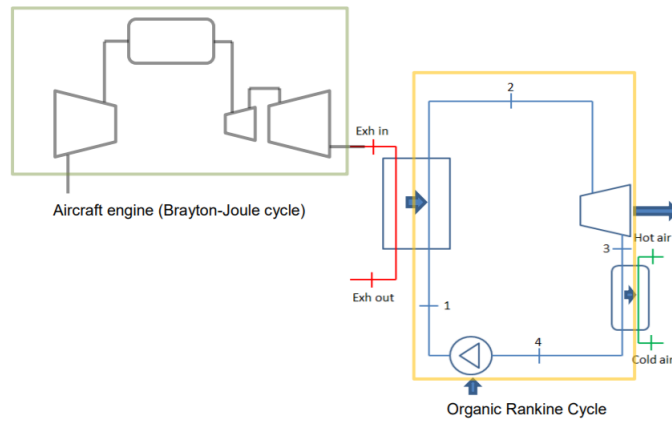 2
Exh in
Aircraft engine (Brayton-Joule cycle)
Hot air
3
Exh out
1
4
Cold air
Organic Rankine Cycle